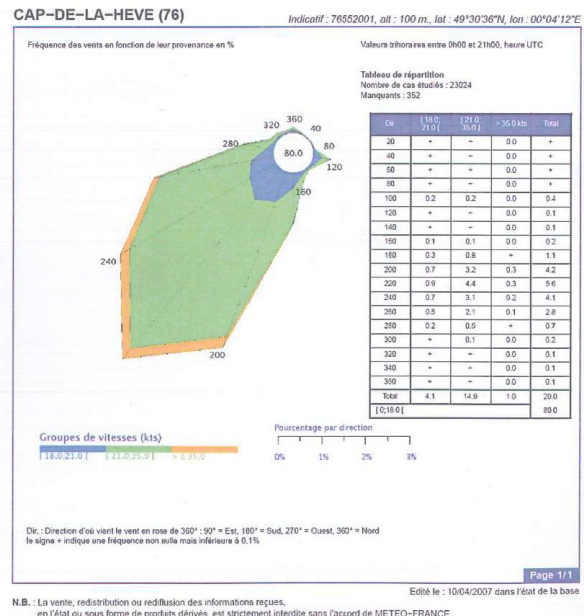 CAP-DE-LA-HEVE (76)
Indicatif : 76552001, alt : 100 m., lat : 49°30'36"N, lon : 00°04'12"E
Fréquence des vents en fonction de leur provenance en %
Valeurs trihoraires entre 0h00 et 21h00, heure UTC
Tableau de répartition
Nombre de cas étudiés : 23024
Manquants : 352
320 360 40
280 80.0 80
120
160
240
200
Dir. [ 18.0; 21.0 [ [ 21.0; 35.0 [ > 35.0 kts Total
20 + + 0.0 +
40 + + 0.0 +
60 + + 0.0 +
80 + + 0.0 +
100 0.2 0.2 0.0 0.4
120 + + 0.0 0.1
140 + + 0.0 0.1
160 0.1 0.1 0.0 0.2
180 0.3 0.8 + 1.1
200 0.7 3.2 0.3 4.2
220 0.9 4.4 0.3 5.6
240 0.7 3.1 0.2 4.1
260 0.5 2.1 0.1 2.8
280 0.2 0.5 + 0.7
300 + 0.1 0.0 0.2
320 + + 0.0 0.1
340 + + 0.0 0.1
360 + + 0.0 0.1
Total 4.1 14.9 1.0 20.0
[ 0;18.0 [ 80.0
Groupes de vitesses (kts)
[ 18.0;21.0 [ [ 21.0;35.0 [ > à 35.0
Pourcentage par direction
0% 1% 2% 3%
Dir. : Direction d'où vient le vent en rose de 360° : 90° = Est, 180° = Sud, 270° = Ouest, 360° = Nord
le signe + indique une fréquence non nulle mais inférieure à 0.1%
Page 1/1
Edité le : 10/04/2007 dans l'état de la base
N.B. : La vente, redistribution ou rediffusion des informations reçues,
en l'état ou sous forme de produits dérivés, est strictement interdite sans l'accord de METEO-FRANCE